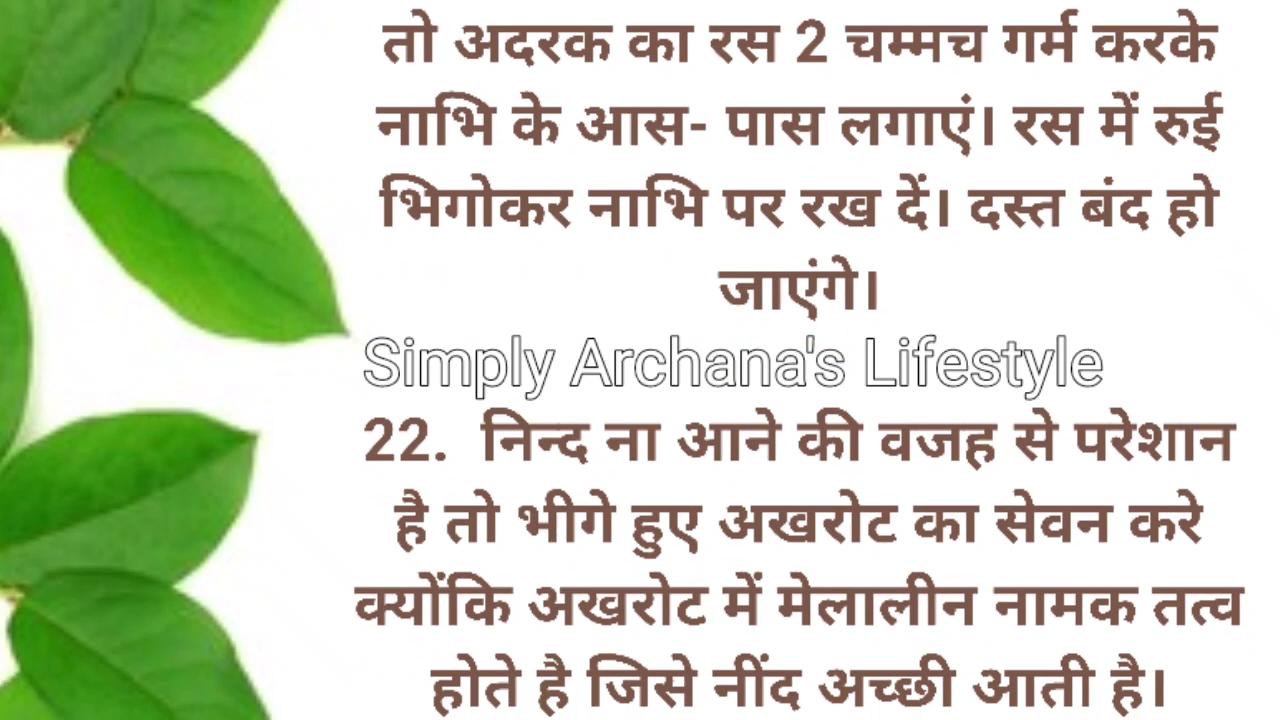 तो अदरक का रस 2 चम्मच गर्म करके
नाभि के आस- पास लगाएं। रस में रुई
भिगोकर नाभि पर रख दें। दस्त बंद हो
जाएंगे।
Simply Archana's Lifestyle
22. निन्द ना आने की वजह से परेशान
है तो भीगे हुए अखरोट का सेवन करे
क्योंकि अखरोट में मेलालीन नामक तत्व
होते है जिसे नींद अच्छी आती है।